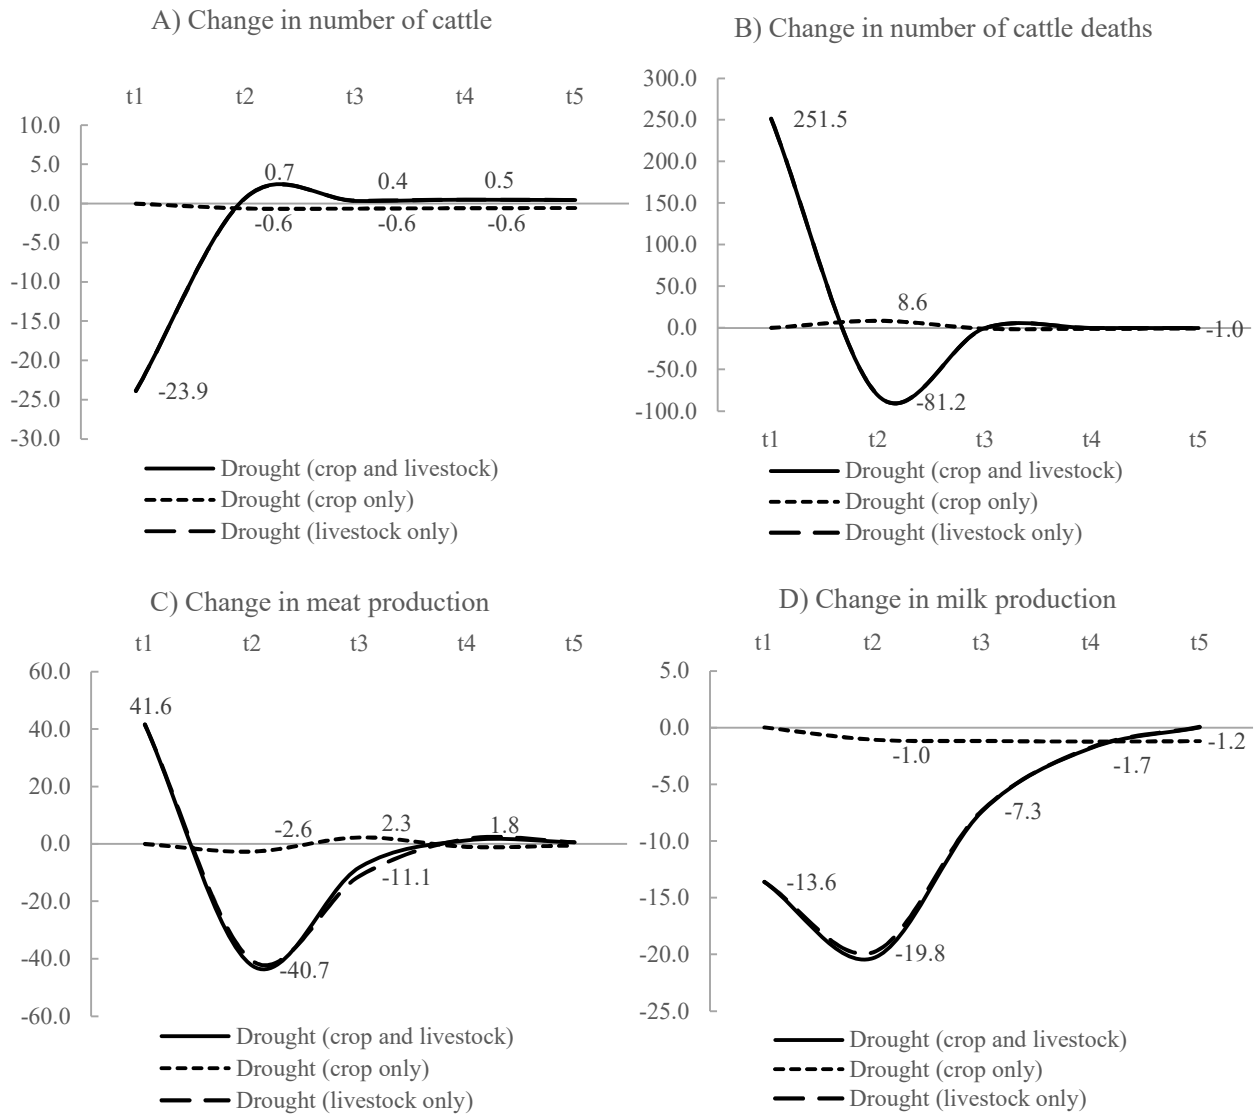 A) Change in number of cattle
t1 t2 t3 t4 t5
10.0
5.0
0.0
-5.0
-10.0
-15.0
-20.0
-25.0
-30.0
0.7 0.4 0.5
-0.6 -0.6 -0.6
-23.9
Drought (crop and livestock)
Drought (crop only)
Drought (livestock only)
B) Change in number of cattle deaths
300.0
250.0
200.0
150.0
100.0
50.0
0.0
-50.0
-100.0
251.5
8.6
-1.0
-81.2
t1 t2 t3 t4 t5
Drought (crop and livestock)
Drought (crop only)
Drought (livestock only)
C) Change in meat production
t1 t2 t3 t4 t5
60.0
40.0
20.0
0.0
-20.0
-40.0
-60.0
41.6
-2.6 2.3 1.8
-11.1
-40.7
Drought (crop and livestock)
Drought (crop only)
Drought (livestock only)
D) Change in milk production
t1 t2 t3 t4 t5
5.0
0.0
-5.0
-10.0
-15.0
-20.0
-25.0
-1.2
-1.0 -1.7
-7.3
-13.6
-19.8
Drought (crop and livestock)
Drought (crop only)
Drought (livestock only)